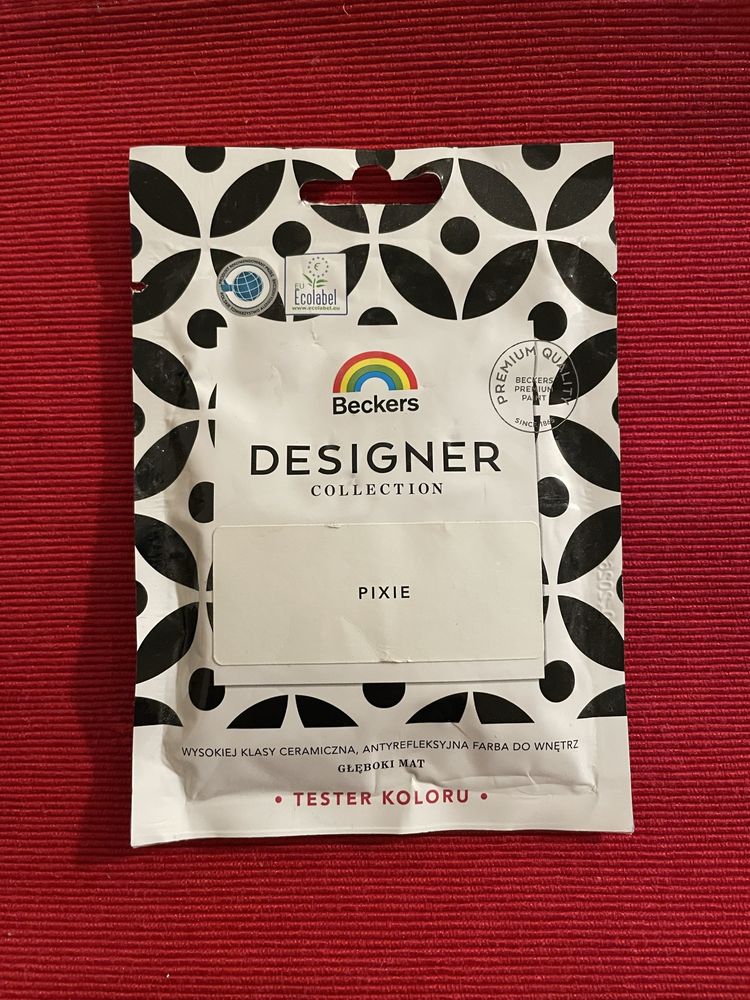 EU
Ecolabel
www.ecolabel.eu
PREMIUM QUALITY
BECKERS
PREMIUM
PAINT
Beckers
DESIGNER
COLLECTION
PIXIE
WYSOKIEJ KLASY CERAMICZNA, ANTYREFLEKSYJNA FARBA DO WNĘTRZ
GŁĘBOKI MAT
• TESTER KOLORU •